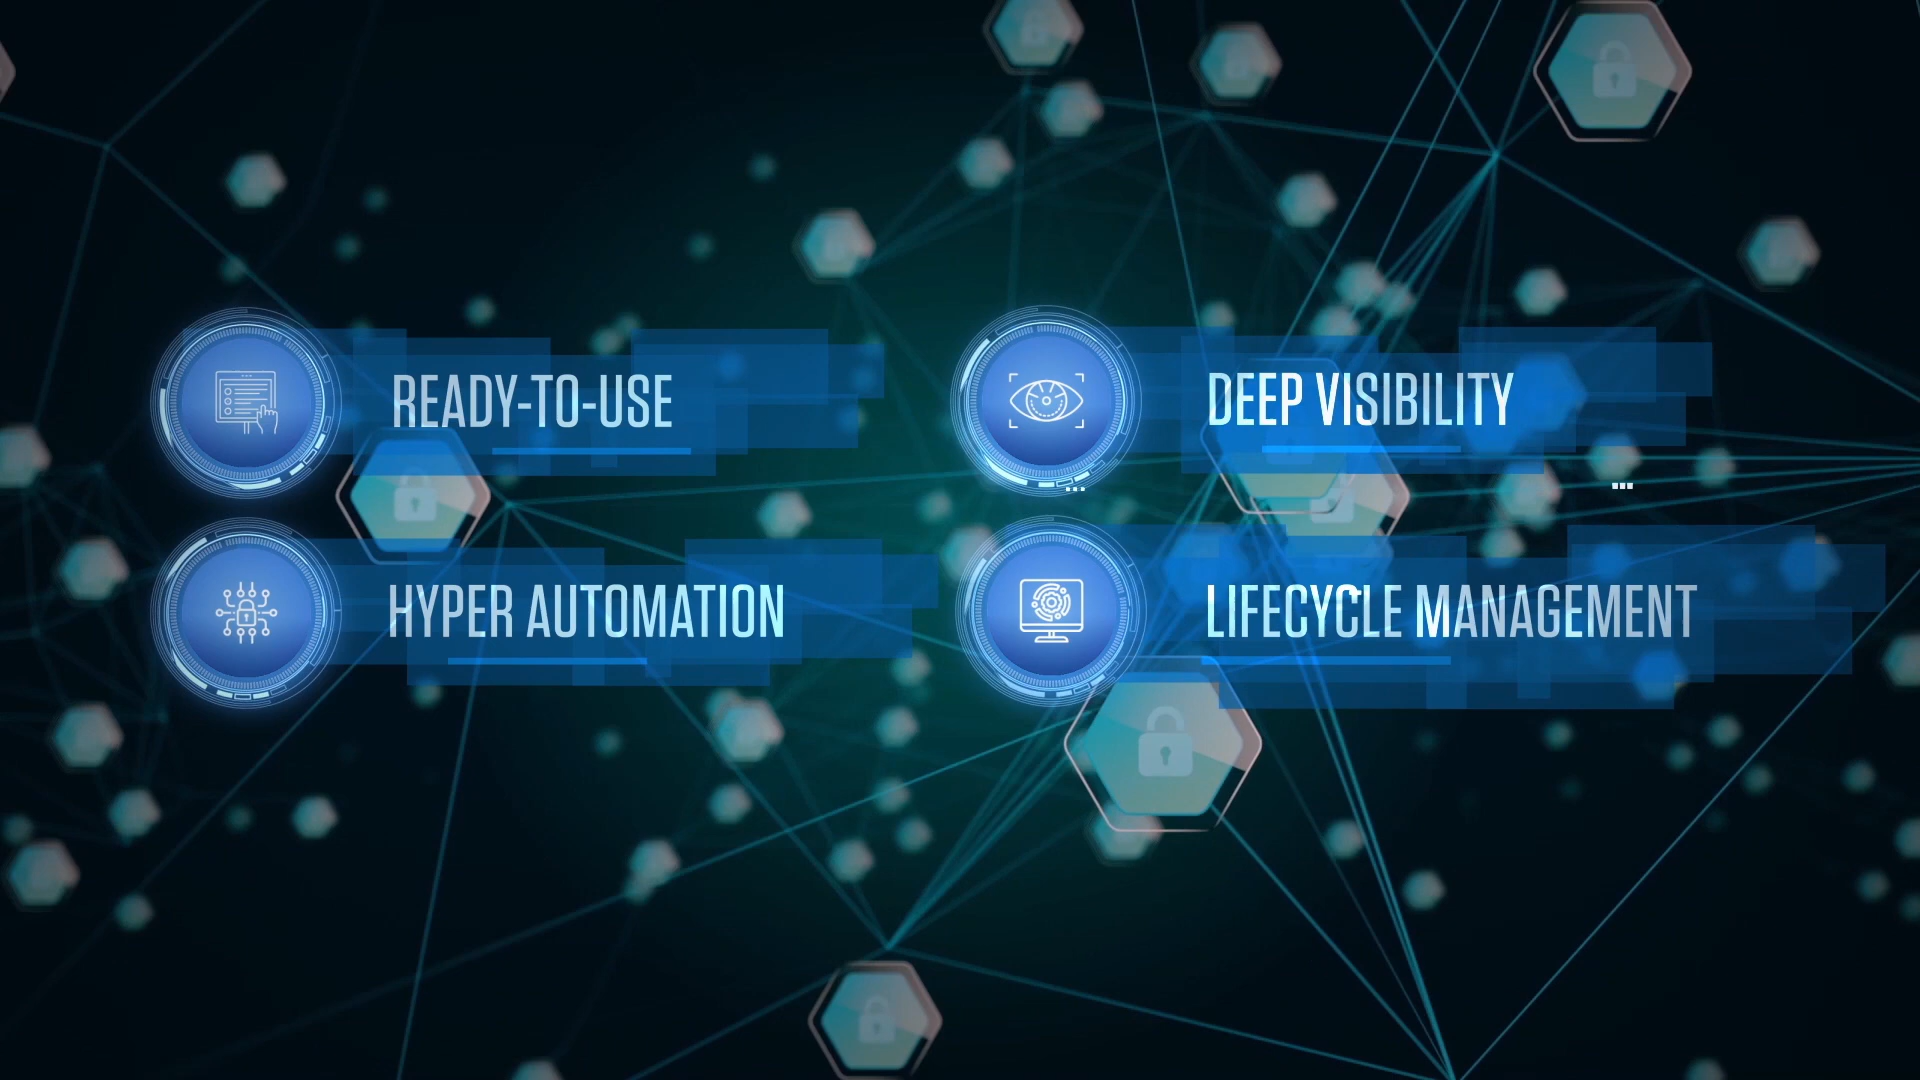 READY-TO-USE
DEEP VISIBILITY
HYPER AUTOMATION
LIFECYCLE MANAGEMENT